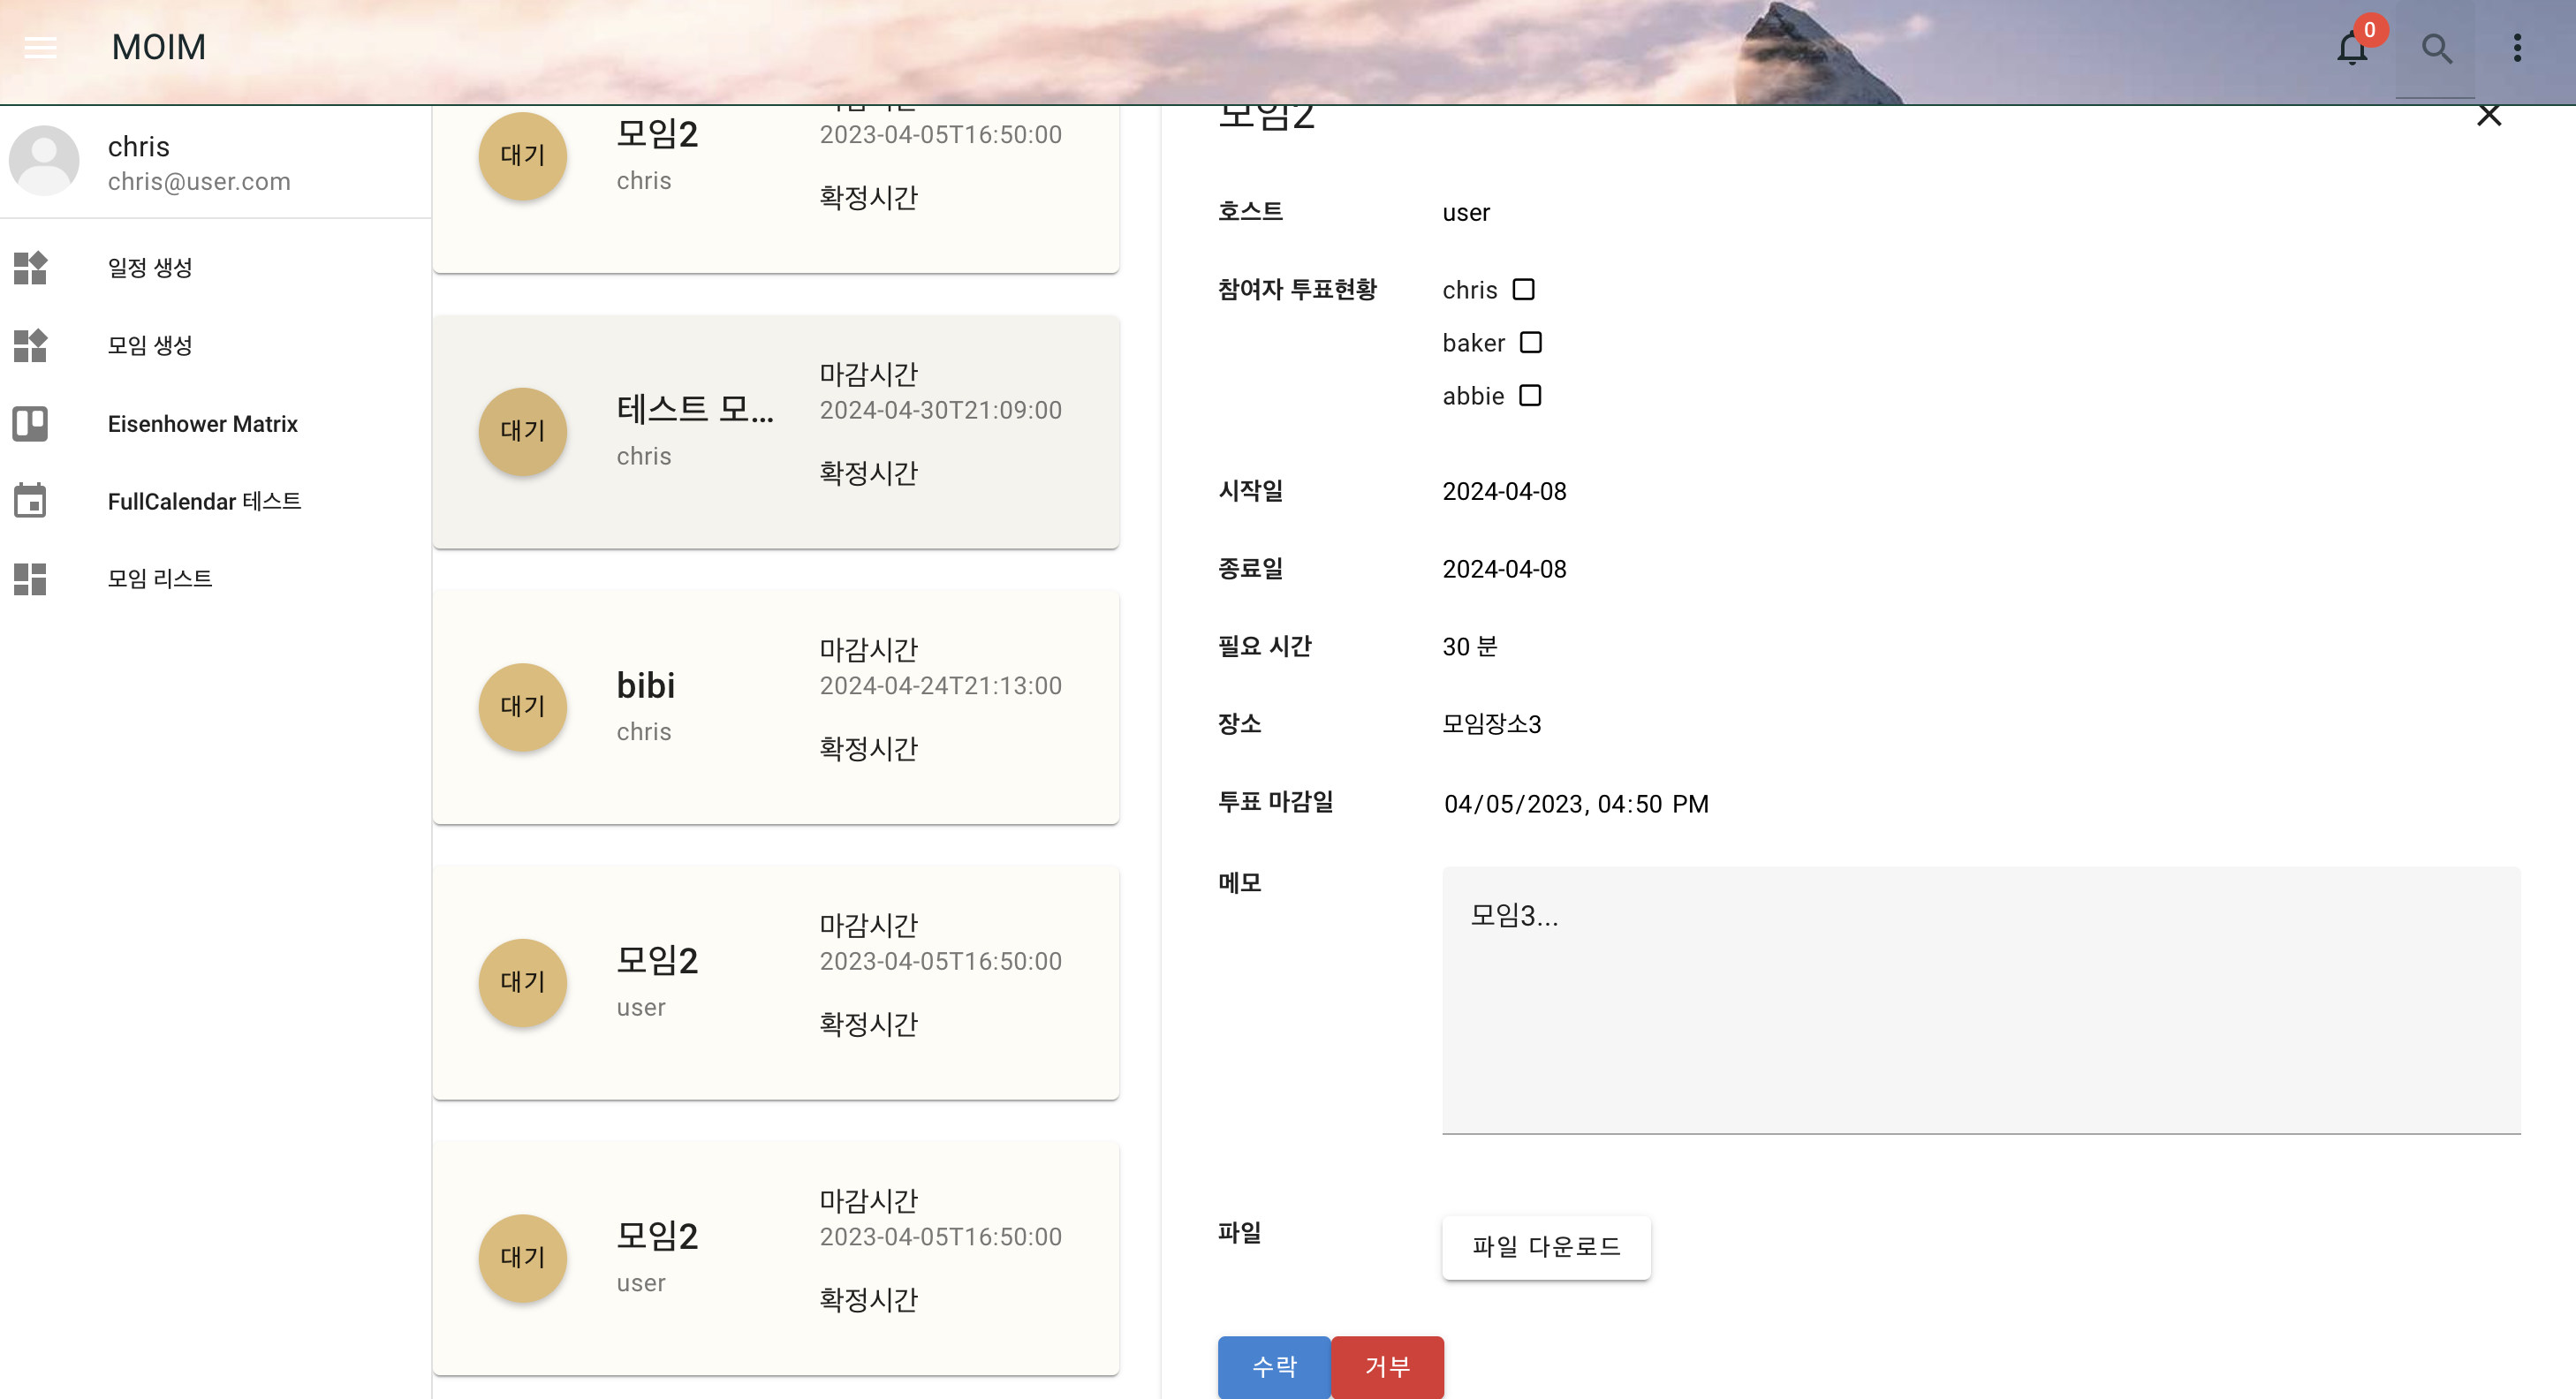 MOIM
0
chris
chris@user.com
일정 생성
모임 생성
Eisenhower Matrix
FullCalendar 테스트
모임 리스트
대기
모임2
chris
2023-04-05T16:50:00
확정시간
대기
테스트 모...
chris
마감시간
2024-04-30T21:09:00
확정시간
대기
bibi
chris
마감시간
2024-04-24T21:13:00
확정시간
대기
모임2
user
마감시간
2023-04-05T16:50:00
확정시간
대기
모임2
user
마감시간
2023-04-05T16:50:00
확정시간
모임2
호스트 user
참여자 투표현황 chris
baker
abbie
시작일 2024-04-08
종료일 2024-04-08
필요 시간 30 분
장소 모임장소3
투표 마감일 04/05/2023, 04:50 PM
메모 모임3...
파일 파일 다운로드
수락 거부